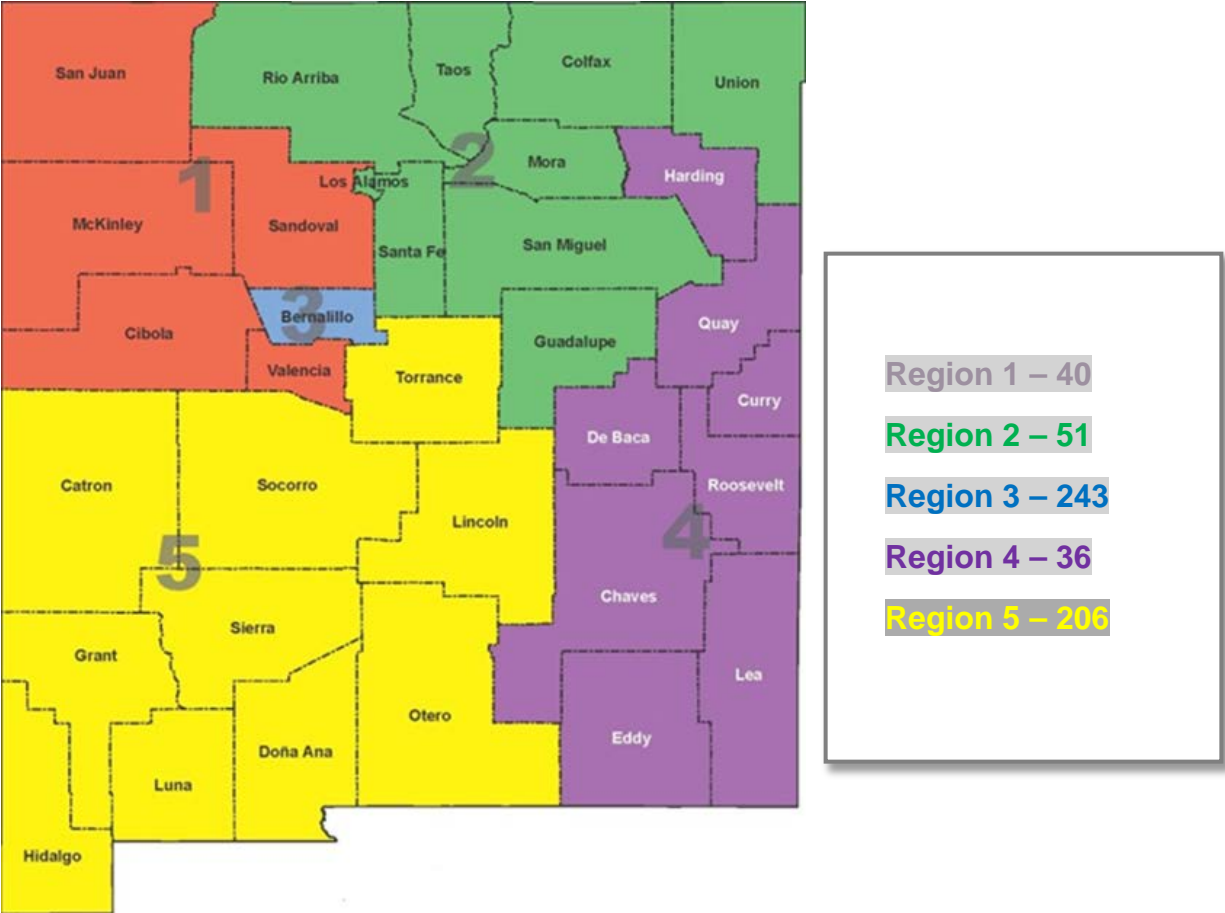 San Juan
Rio Arriba
Taos
Colfax
Union
1
2
Mora
Harding
Los Alamos
McKinley
Sandoval
Santa Fe
San Miguel
3
Bernalillo
Quay
Cibola
Guadalupe
Valencia
Torrance
Curry
De Baca
Catron
Socorro
Roosevelt
Lincoln
4
5
Chaves
Sierra
Grant
Lea
Otero
Eddy
Doña Ana
Luna
Hidalgo
Region 1 – 40
Region 2 – 51
Region 3 – 243
Region 4 – 36
Region 5 – 206